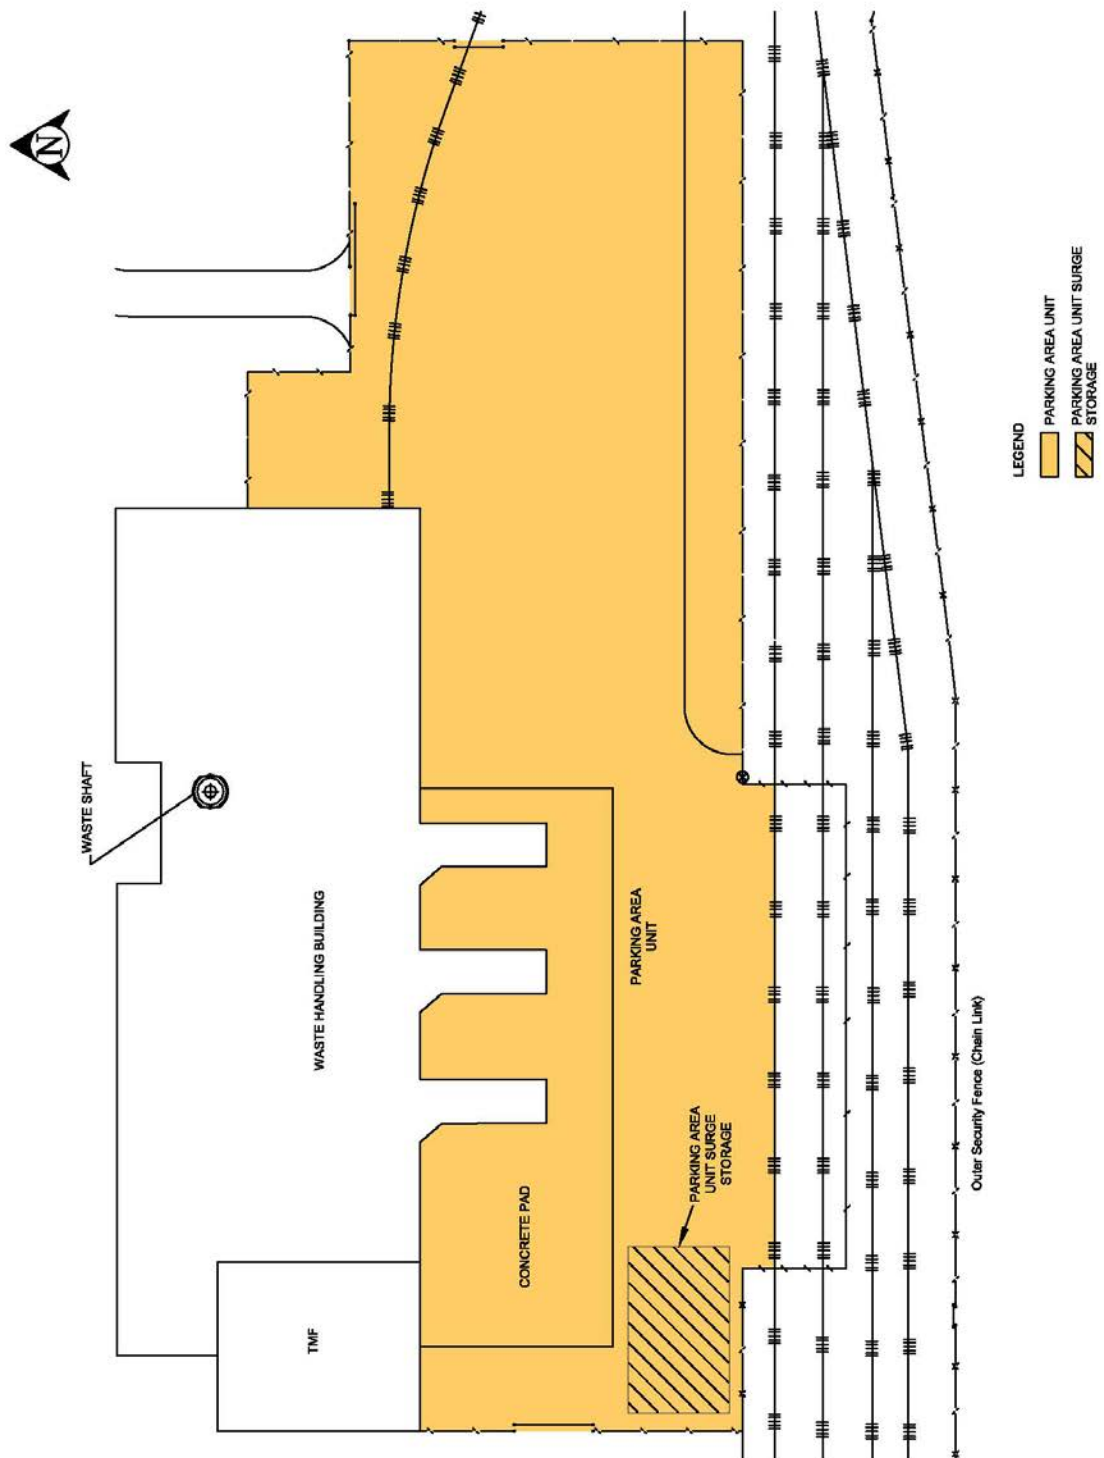 N
WASTE SHAFT
WASTE HANDLING BUILDING
TMF
CONCRETE PAD
PARKING AREA
UNIT
PARKING AREA
UNIT SURGE
STORAGE
Outer Security Fence (Chain Link)
LEGEND
PARKING AREA UNIT
PARKING AREA UNIT SURGE
STORAGE